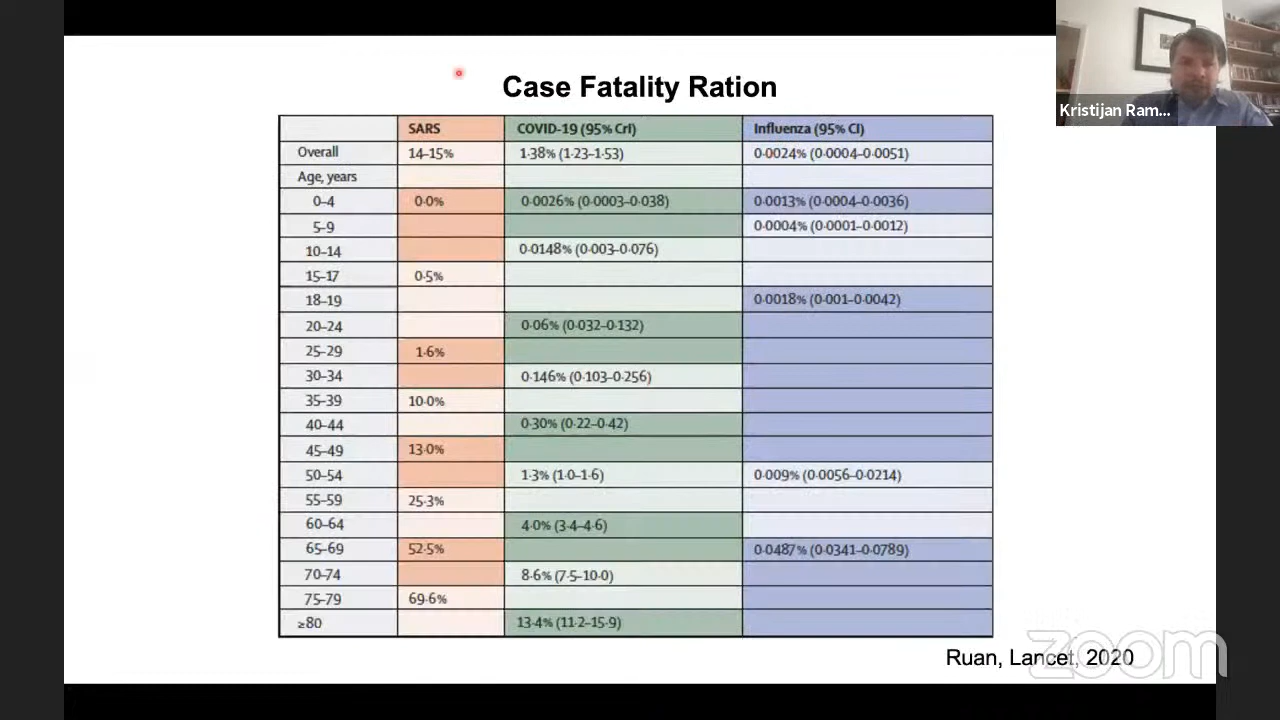 Kristijan Ram...
Case Fatality Ration
SARS COVID-19 (95% CrI) Influenza (95% CI)
Overall 14–15% 1·38% (1·23–1·53) 0·0024% (0·0004–0·0051)
Age, years
0–4 0·0% 0·0026% (0·0003–0·038) 0·0013% (0·0004–0·0036)
5–9 0·0004% (0·0001–0·0012)
10–14 0·0148% (0·003–0·076)
15–17 0·5%
18–19 0·0018% (0·001–0·0042)
20–24 0·06% (0·032–0·132)
25–29 1·6%
30–34 0·146% (0·103–0·256)
35–39 10·0%
40–44 0·30% (0·22–0·42)
45–49 13·0%
50–54 1·3% (1·0–1·6) 0·009% (0·0056–0·0214)
55–59 25·3%
60–64 4·0% (3·4–4·6)
65–69 52·5% 0·0487% (0·0341–0·0789)
70–74 8·6% (7·5–10·0)
75–79 69·6%
≥80 13·4% (11·2–15·9)
Ruan, Lancet, 2020
zoom